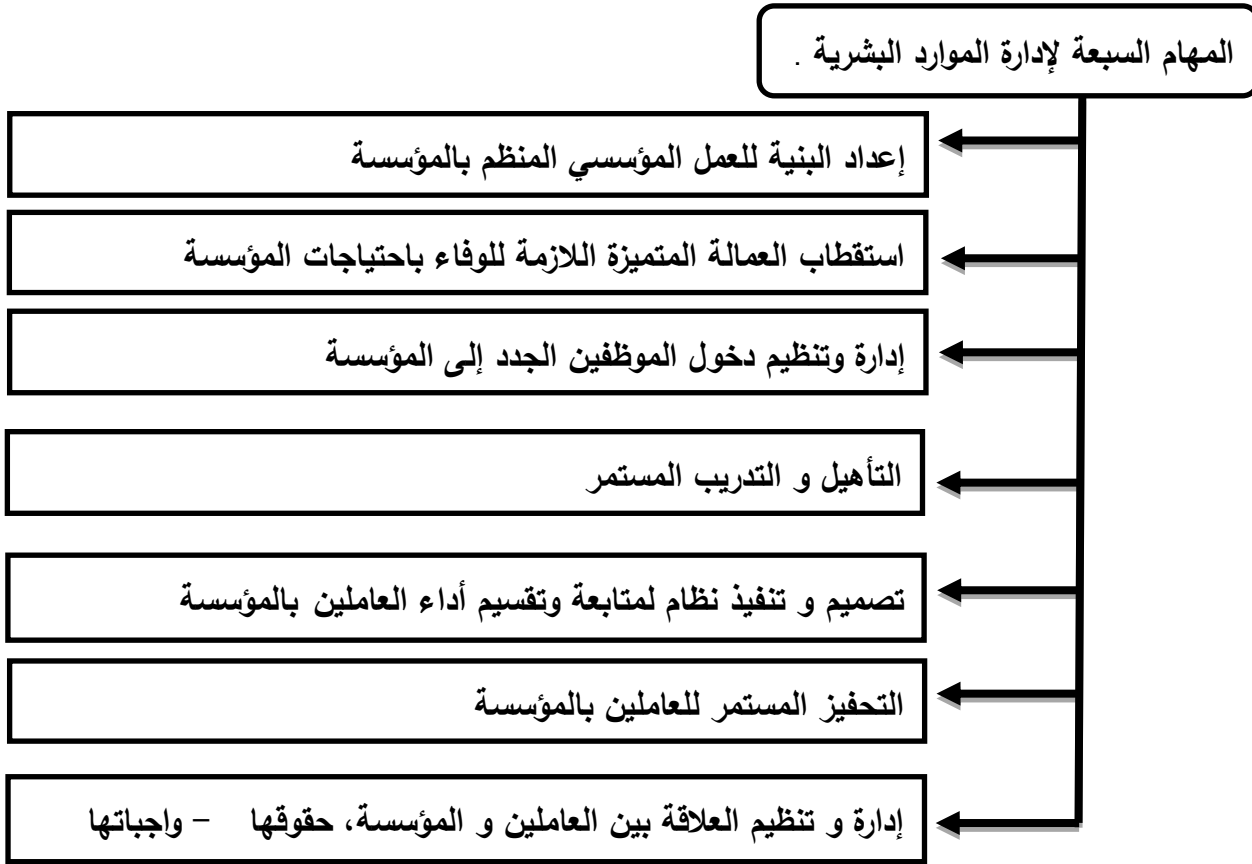 المهام السبعة لإدارة الموارد البشرية .
إعداد البنية للعمل المؤسسي المنظم بالمؤسسة
استقطاب العمالة المتميزة اللازمة للوفاء باحتياجات المؤسسة
إدارة وتنظيم دخول الموظفين الجدد إلى المؤسسة
التأهيل و التدريب المستمر
تصميم و تنفيذ نظام لمتابعة وتقسيم أداء العاملين بالمؤسسة
التحفيز المستمر للعاملين بالمؤسسة
إدارة و تنظيم العلاقة بين العاملين و المؤسسة، حقوقها – واجباتها